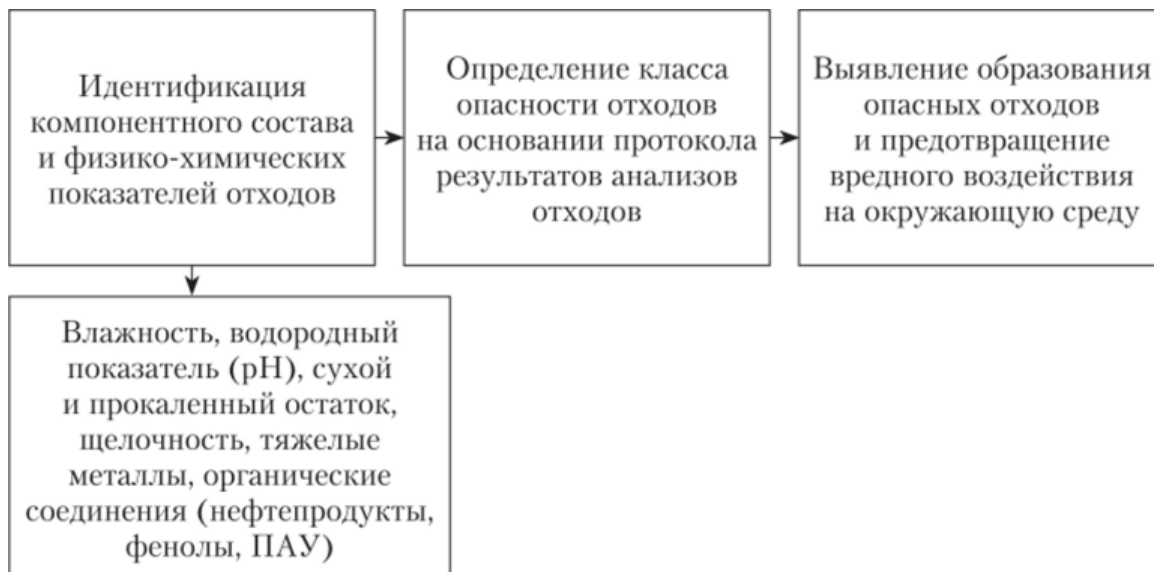 Идентификация
компонентного состава
и физико-химических
показателей отходов
Определение класса
опасности отходов
на основании протокола
результатов анализов
отходов
Выявление образования
опасных отходов
и предотвращение
вредного воздействия
на окружающую среду
Влажность, водородный
показатель (pH), сухой
и прокаленный остаток,
щелочность, тяжелые
металлы, органические
соединения (нефтепродукты,
фенолы, ПАУ)